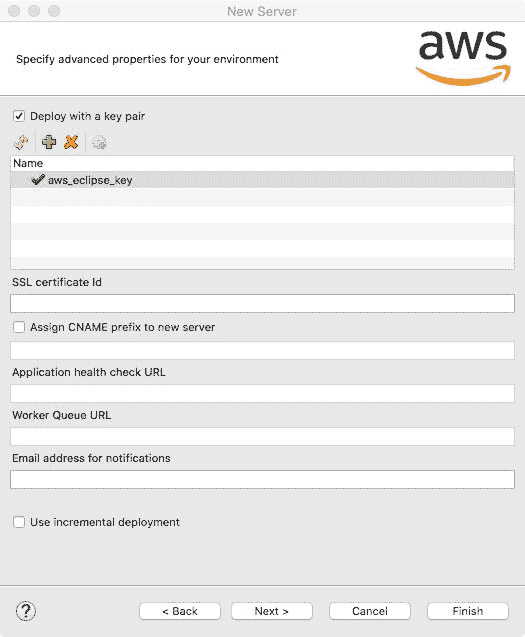 New Server
Specify advanced properties for your environment
aws
Deploy with a key pair
Name
aws_eclipse_key
SSL certificate Id
Assign CNAME prefix to new server
Application health check URL
Worker Queue URL
Email address for notifications
Use incremental deployment
? < Back Next > Cancel Finish